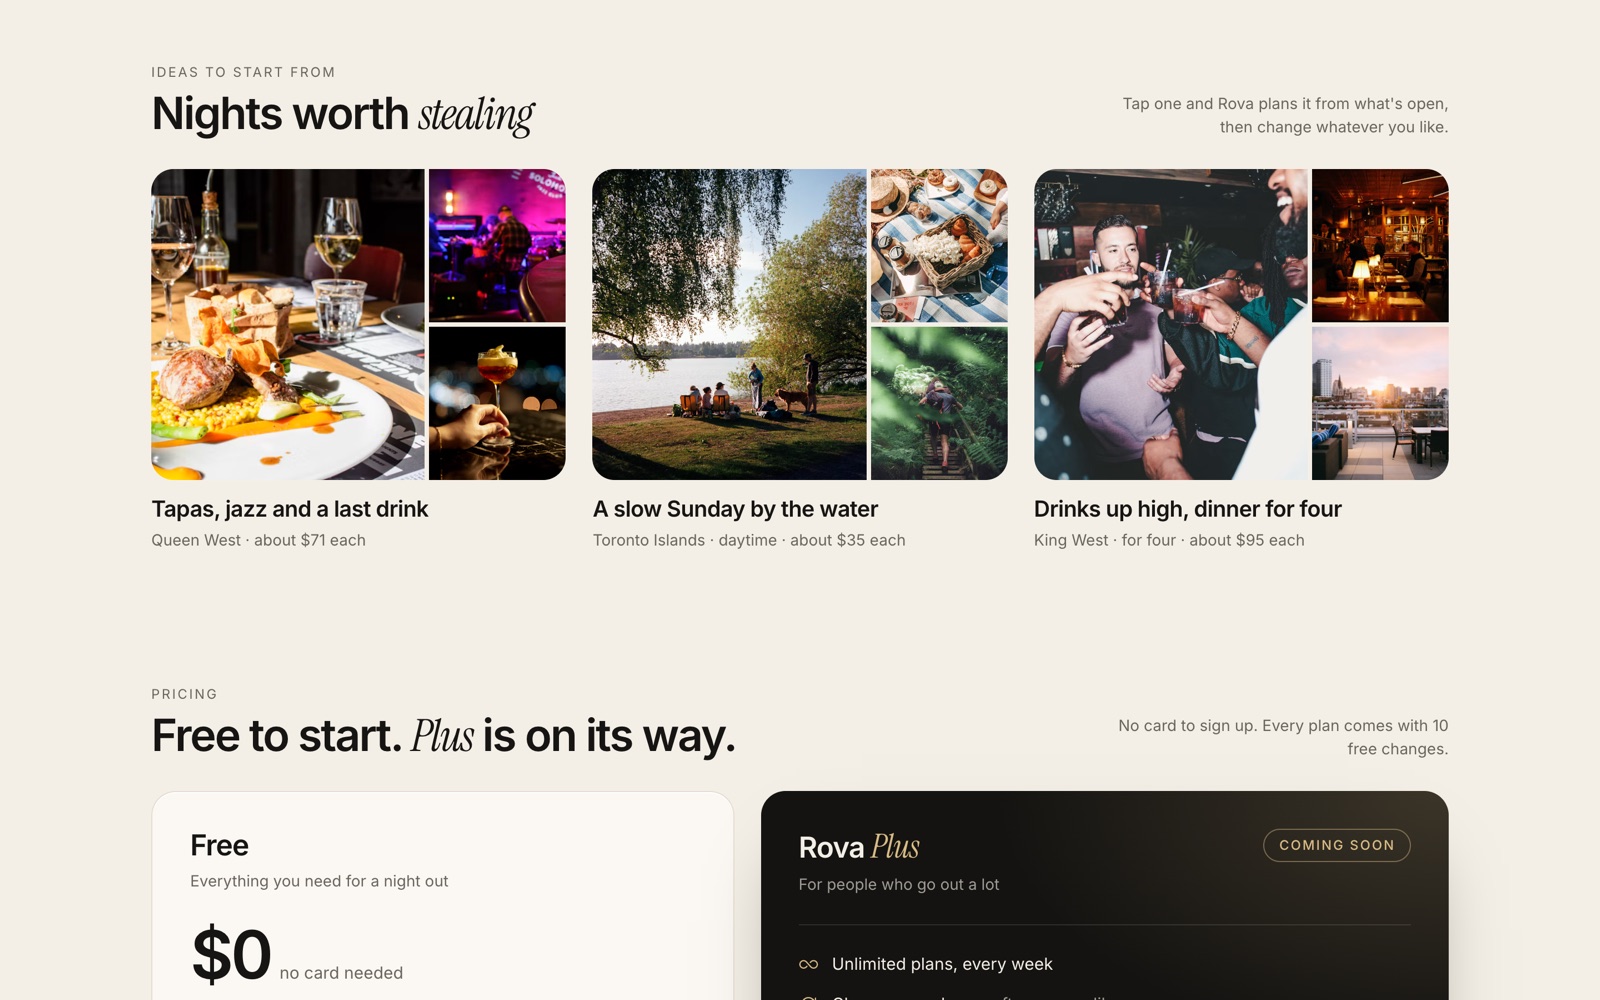 IDEAS TO START FROM
Nights worth stealing
Tap one and Rova plans it from what's open,
then change whatever you like.
Tapas, jazz and a last drink
Queen West · about $71 each
A slow Sunday by the water
Toronto Islands · daytime · about $35 each
Drinks up high, dinner for four
King West · for four · about $95 each
PRICING
Free to start. Plus is on its way.
No card to sign up. Every plan comes with 10
free changes.
Free
Everything you need for a night out
$0 no card needed
Rova Plus
COMING SOON
For people who go out a lot
Unlimited plans, every week